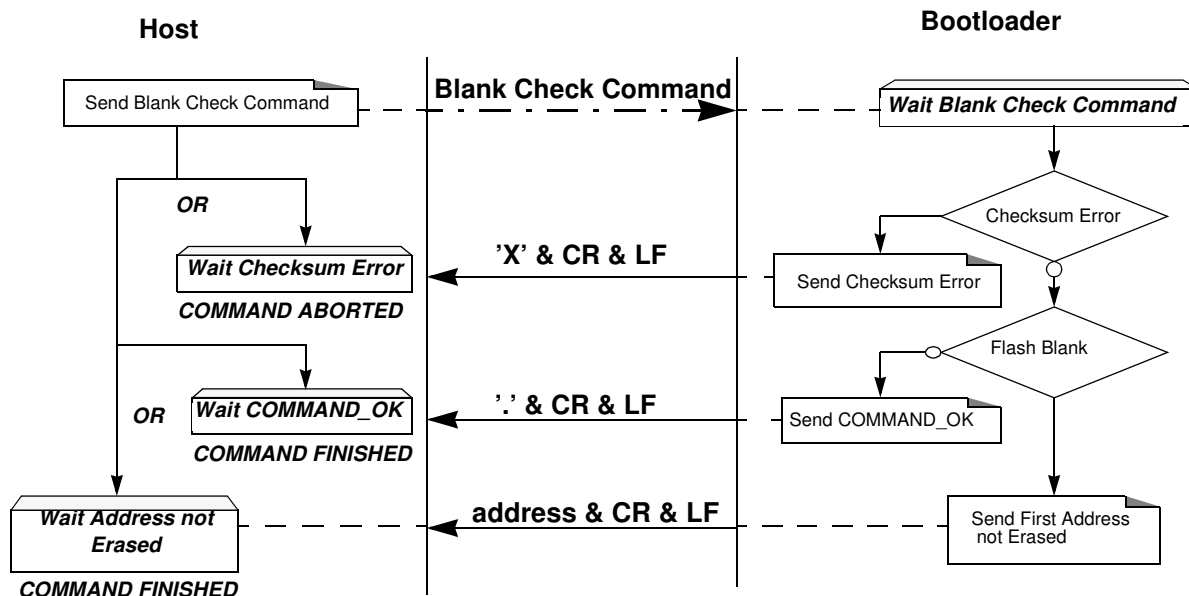 Host
Bootloader
Send Blank Check Command
Blank Check Command
Wait Blank Check Command
OR
Checksum Error
Wait Checksum Error
’X’ & CR & LF
Send Checksum Error
COMMAND ABORTED
Flash Blank
OR
Wait COMMAND_OK
’.’ & CR & LF
Send COMMAND_OK
COMMAND FINISHED
Wait Address not
Erased
address & CR & LF
Send First Address
not Erased
COMMAND FINISHED